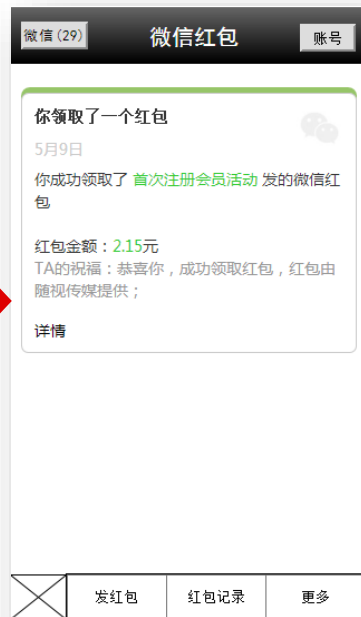 微信(29) 微信红包 账号
你领取了一个红包
5月9日
你成功领取了 首次注册会员活动 发的微信红
包
红包金额：2.15元
TA的祝福：恭喜你，成功领取红包，红包由
随视传媒提供；
详情
发红包 红包记录 更多